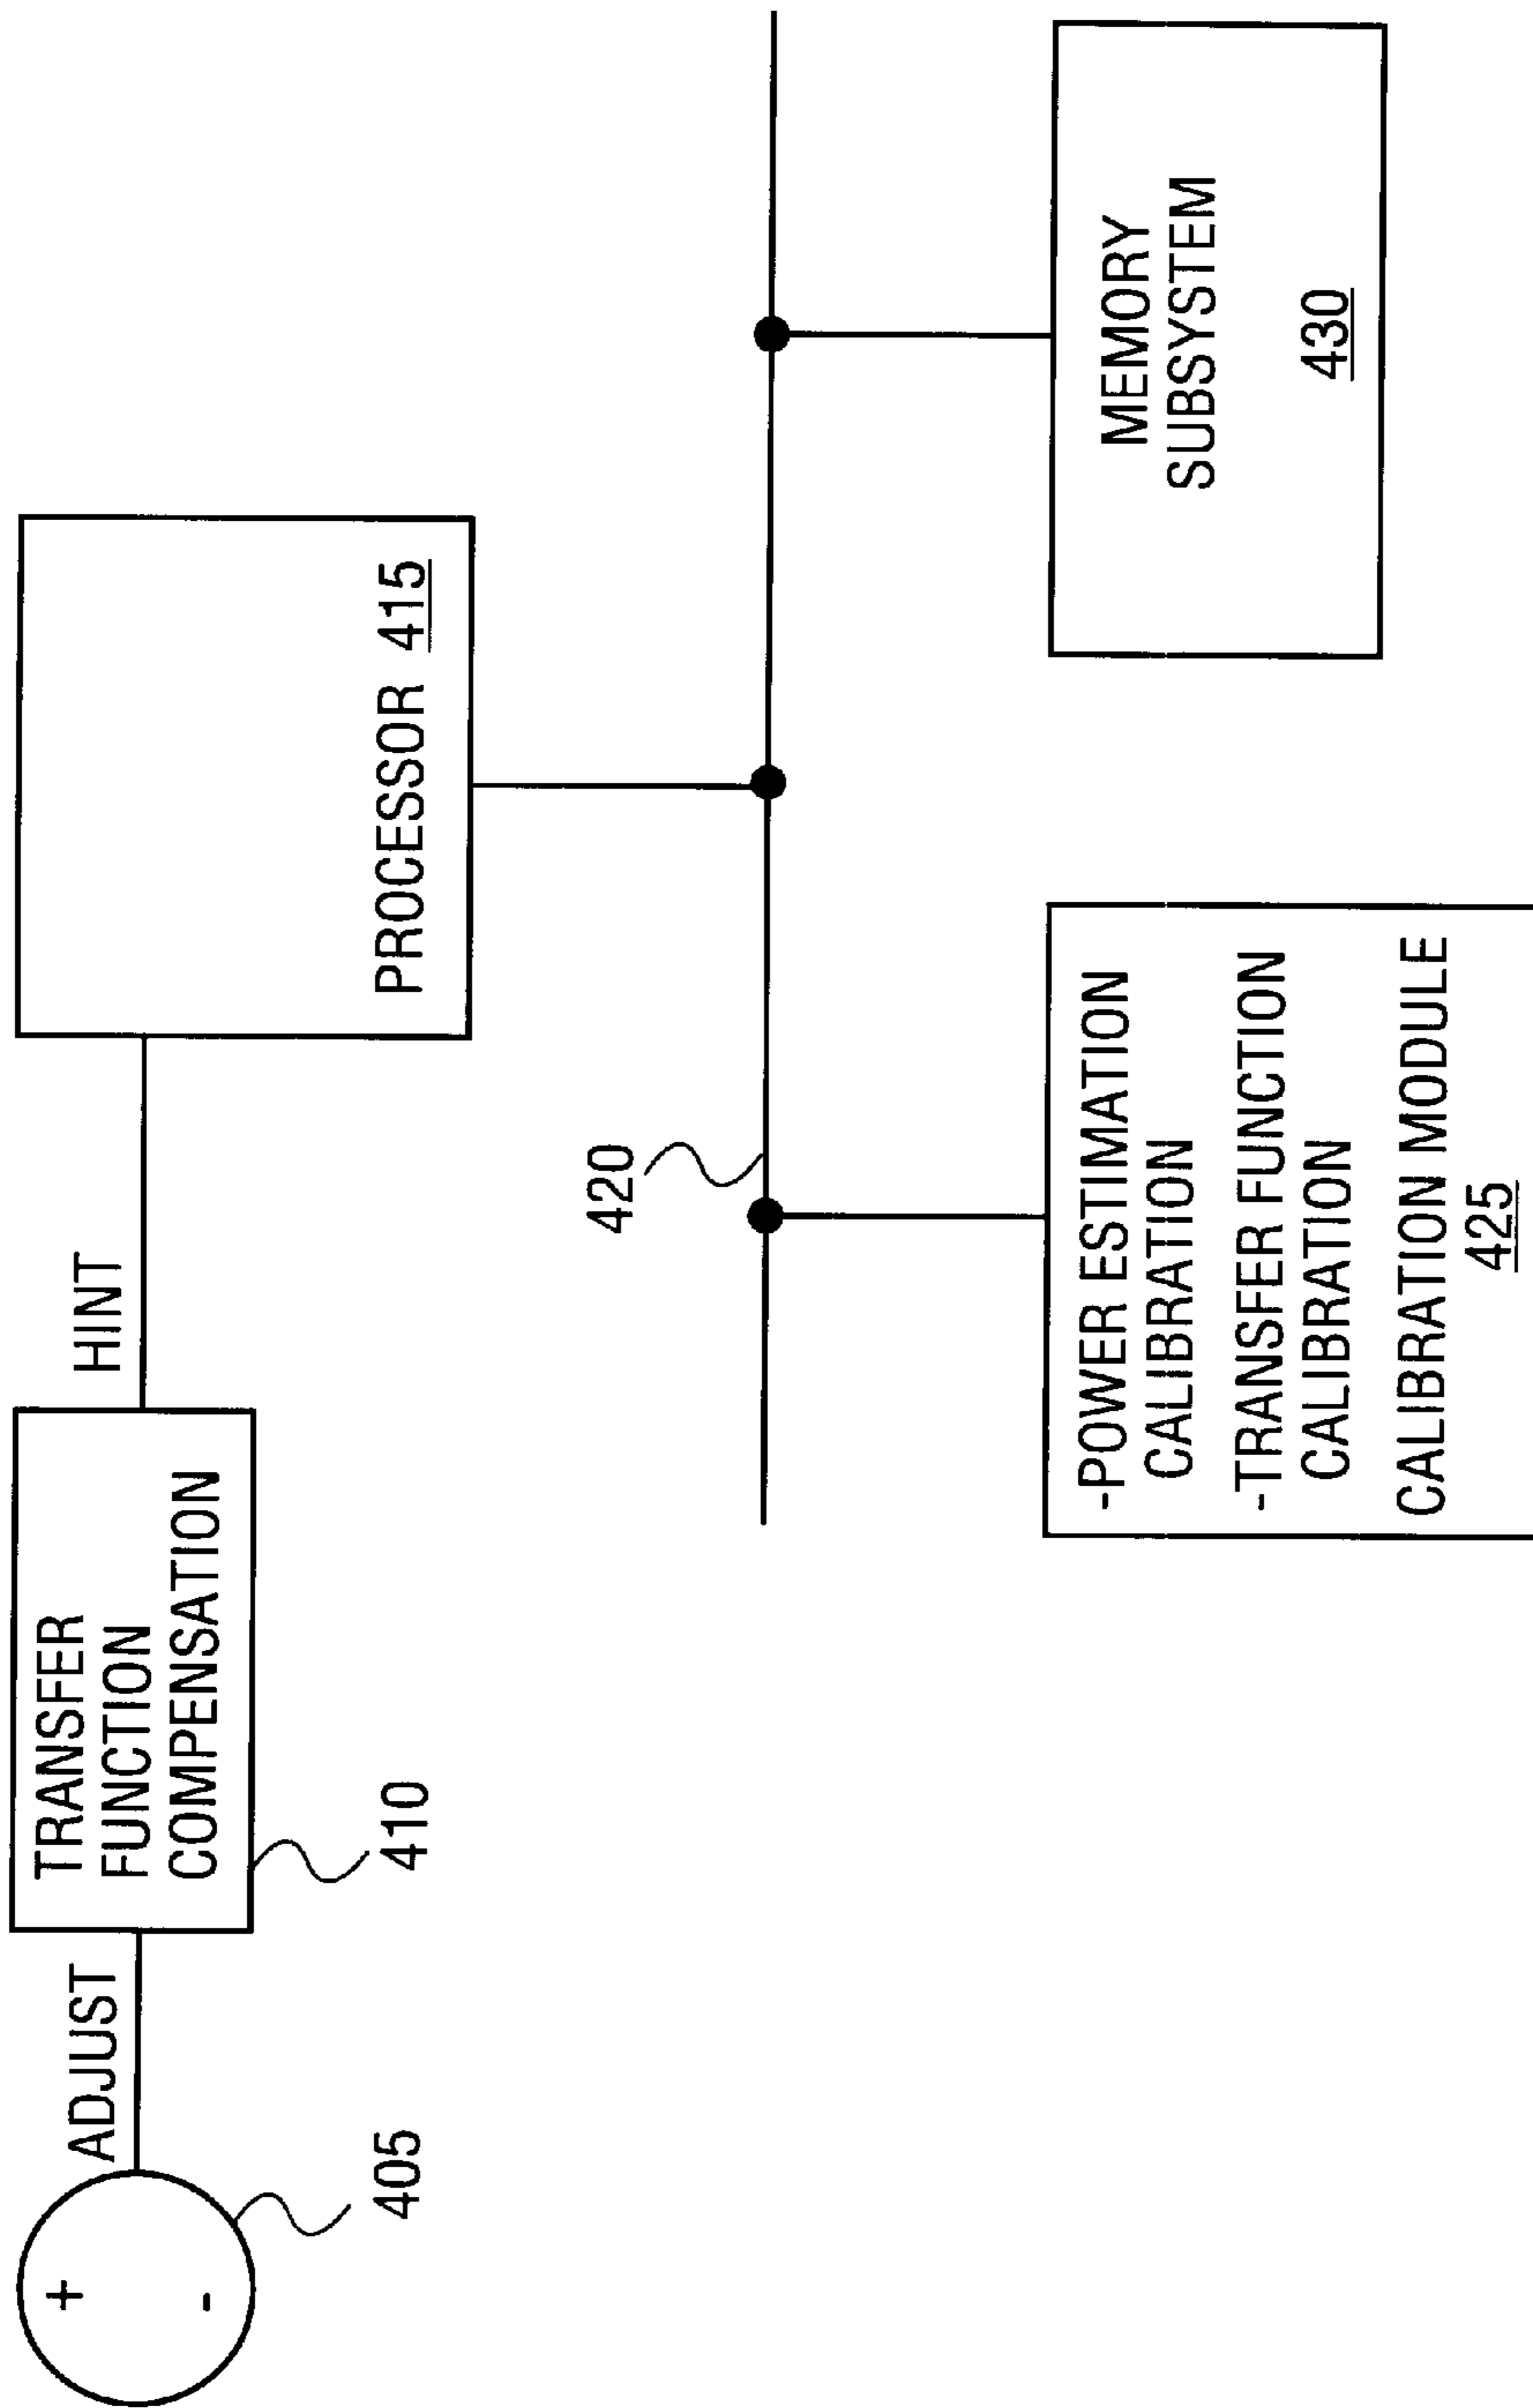 +
-
405
ADJUST
TRANSFER
FUNCTION
COMPENSATION
410
HINT
PROCESSOR 415
420
-POWER ESTIMATION
CALIBRATION
-TRANSFER FUNCTION
CALIBRATION
CALIBRATION MODULE
425
MEMORY
SUBSYSTEM
430